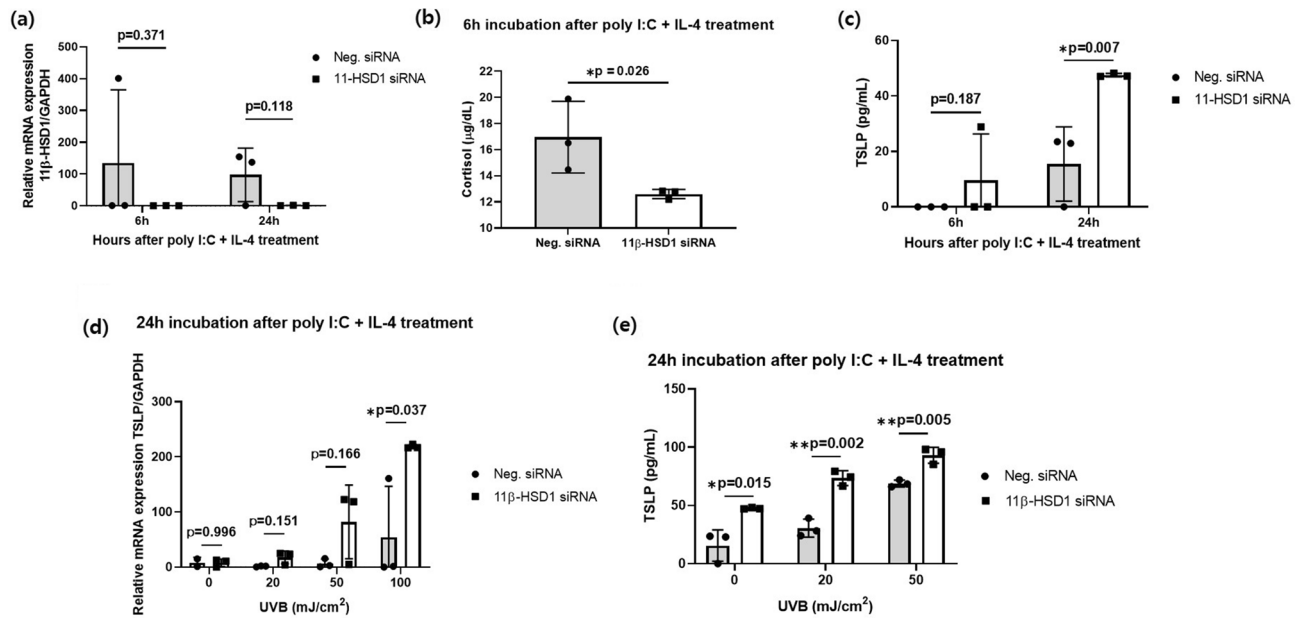 (a)
p=0.371
p=0.118
Relative mRNA expression
11β-HSD1/GAPDH
500
400
300
200
100
0
6h
24h
Hours after poly I:C + IL-4 treatment
Neg. siRNA
11-HSD1 siRNA
(b)
6h incubation after poly I:C + IL-4 treatment
∗p = 0.026
Cortisol (μg/dL)
22
20
18
16
14
12
10
Neg. siRNA
11β-HSD1 siRNA
(c)
∗p=0.007
p=0.187
TSLP (pg/mL)
60
40
20
0
6h
24h
Hours after poly I:C + IL-4 treatment
Neg. siRNA
11-HSD1 siRNA
(d)
24h incubation after poly I:C + IL-4 treatment
Relative mRNA expression TSLP/GAPDH
300
200
100
0
p=0.996
p=0.151
p=0.166
∗p=0.037
0
20
50
100
UVB (mJ/cm²)
Neg. siRNA
11β-HSD1 siRNA
(e)
24h incubation after poly I:C + IL-4 treatment
TSLP (pg/mL)
150
100
50
0
∗p=0.015
∗∗p=0.002
∗∗p=0.005
0
20
50
UVB (mJ/cm²)
Neg. siRNA
11β-HSD1 siRNA